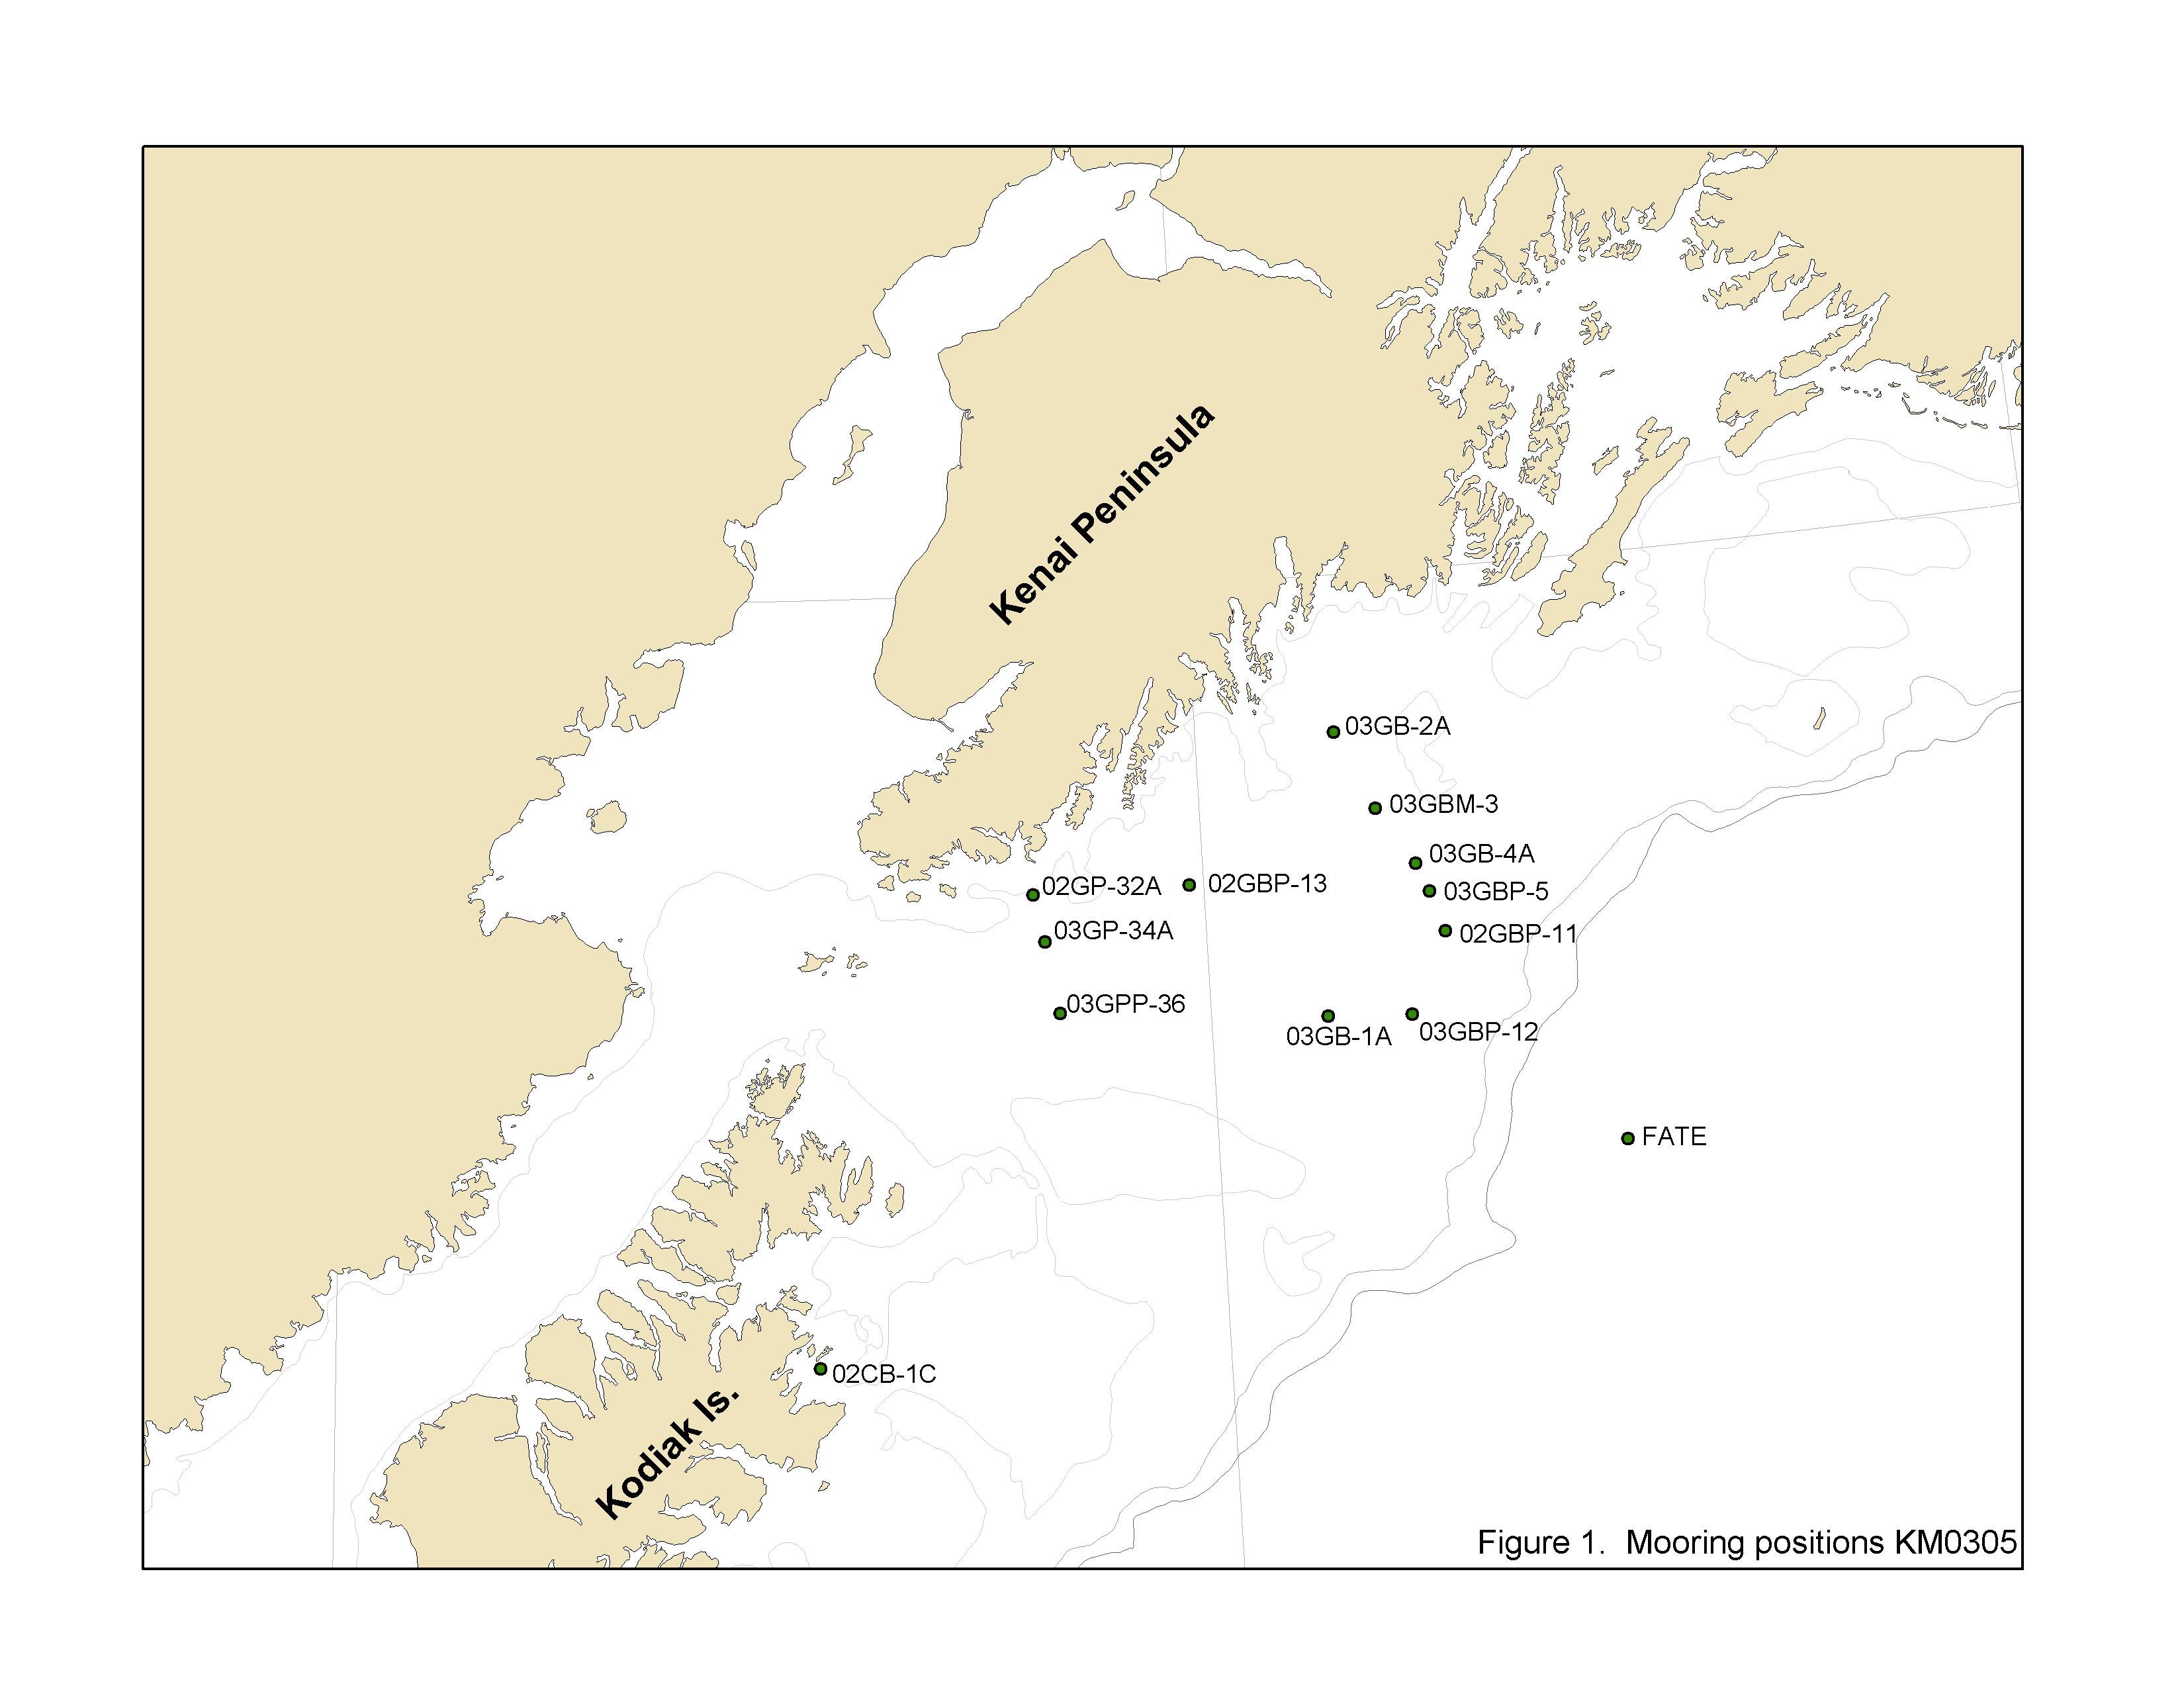 Kenai Peninsula
03GB-2A
03GBM-3
03GB-4A
02GP-32A
02GBP-13
03GBP-5
03GP-34A
02GBP-11
03GPP-36
03GB-1A
03GBP-12
FATE
02CB-1C
Kodiak Is.
Figure 1.  Mooring positions KM0305